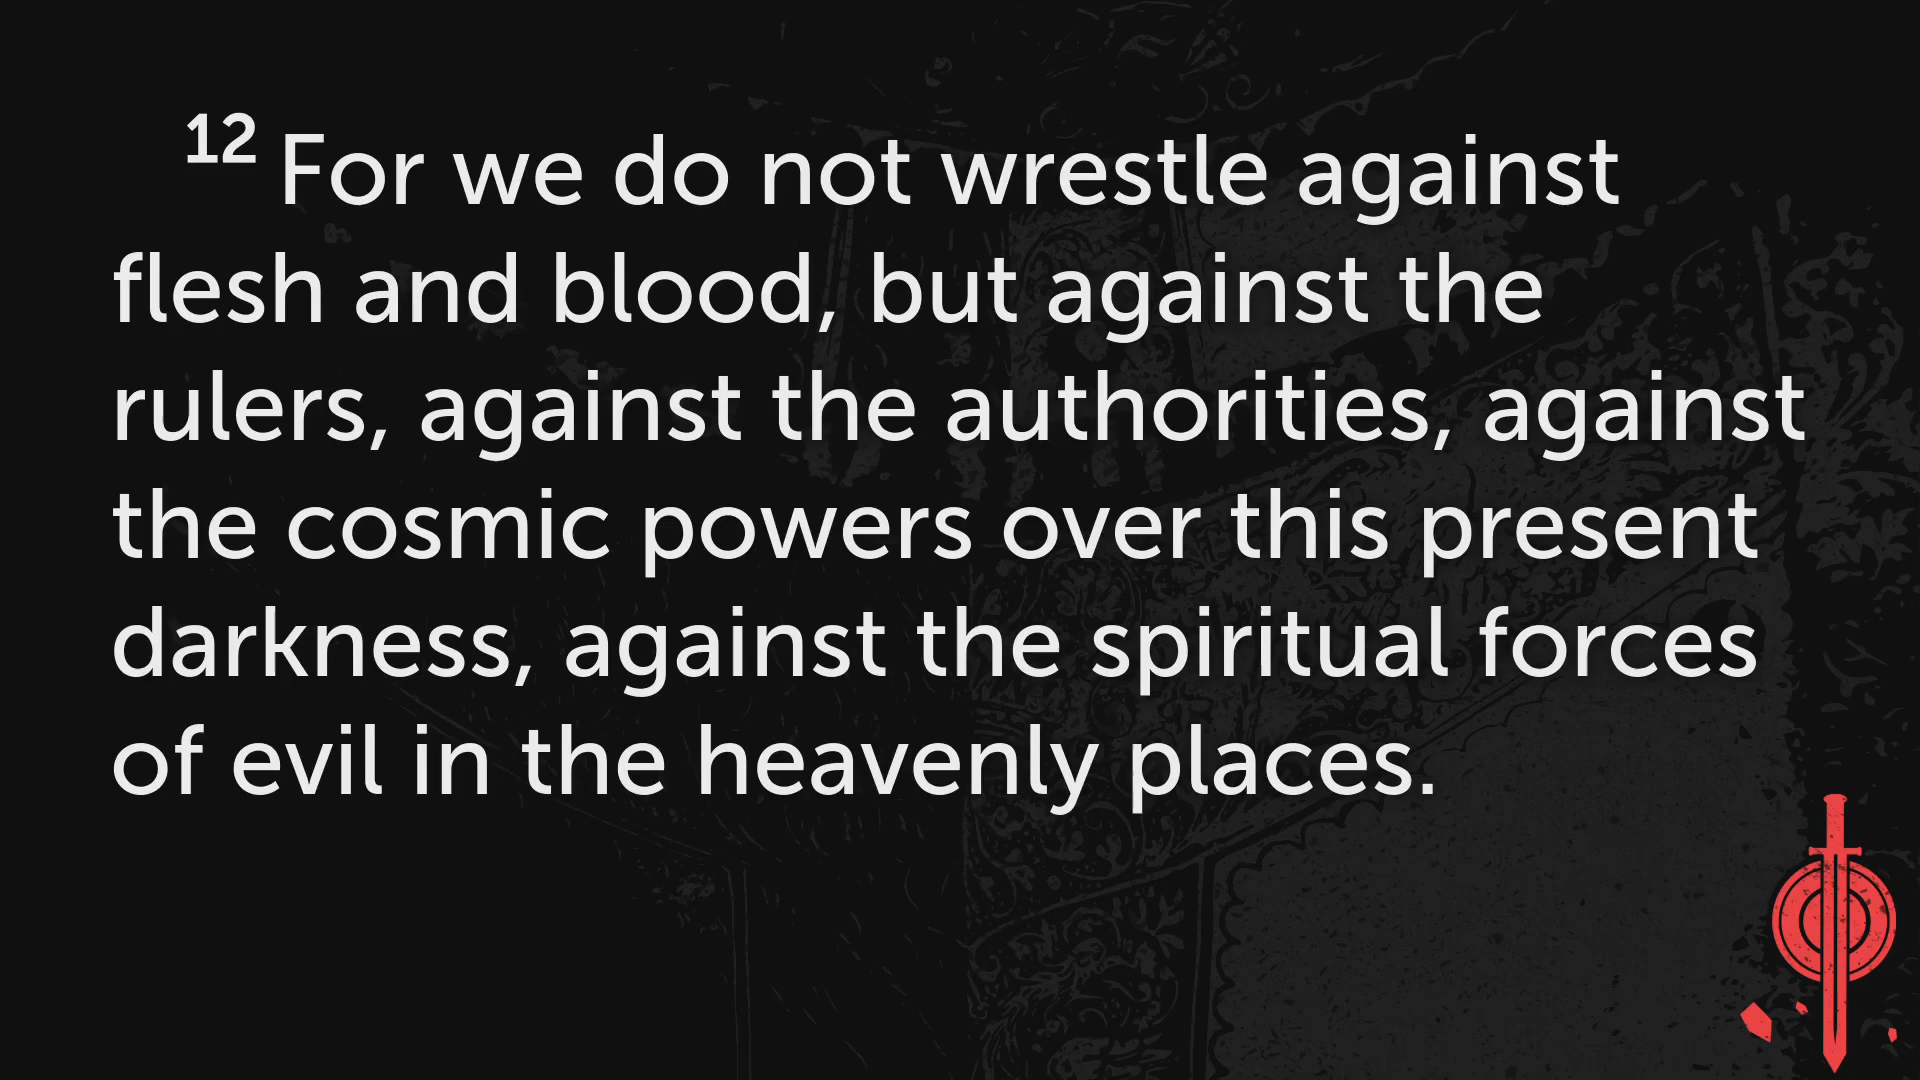 12 For we do not wrestle against
flesh and blood, but against the
rulers, against the authorities, against
the cosmic powers over this present
darkness, against the spiritual forces
of evil in the heavenly places.